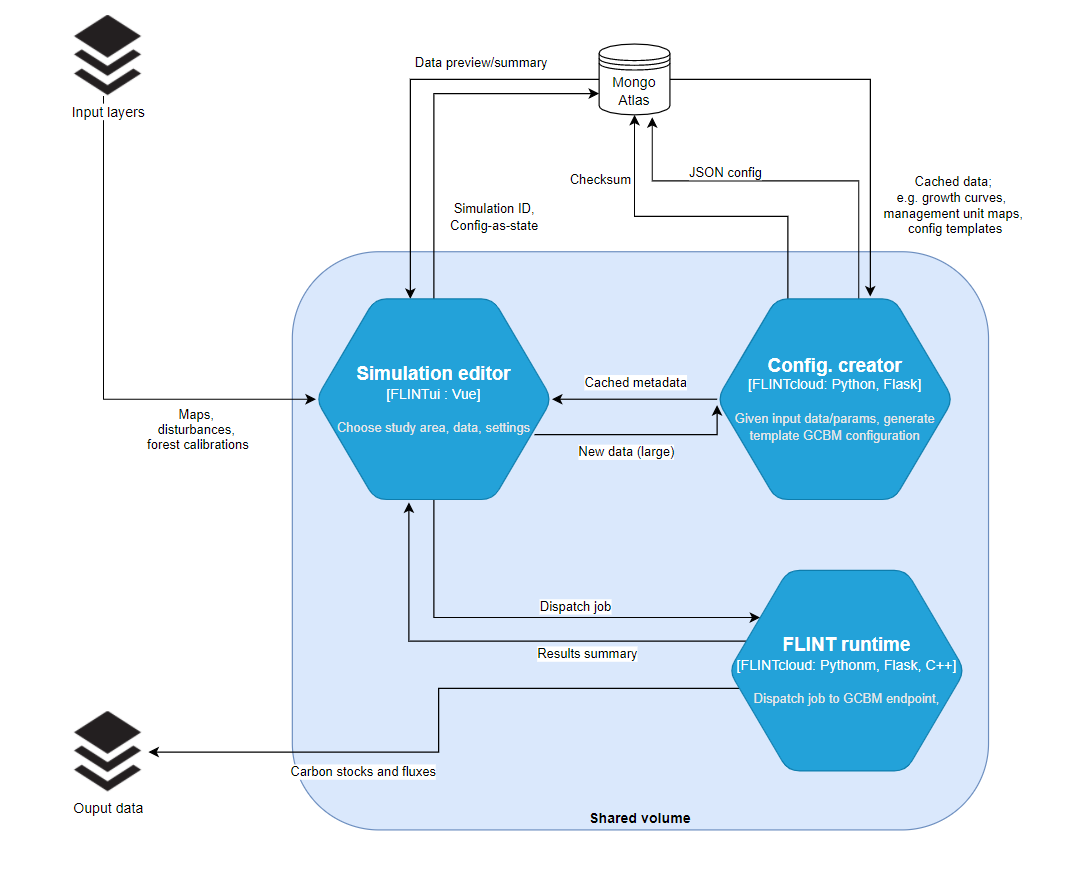 Input layers
Data preview/summary
Mongo
Atlas
Checksum
JSON config
Cached data;
e.g. growth curves,
management unit maps,
config templates
Simulation ID,
Config-as-state
Simulation editor
[FLINTui : Vue]
Choose study area, data, settings
Config. creator
[FLINTcloud: Python, Flask]
Given input data/params, generate
template GCBM configuration
Cached metadata
New data (large)
Maps,
disturbances,
forest calibrations
Dispatch job
Results summary
FLINT runtime
[FLINTcloud: Pythonm, Flask, C++]
Dispatch job to GCBM endpoint,
Carbon stocks and fluxes
Ouput data
Shared volume